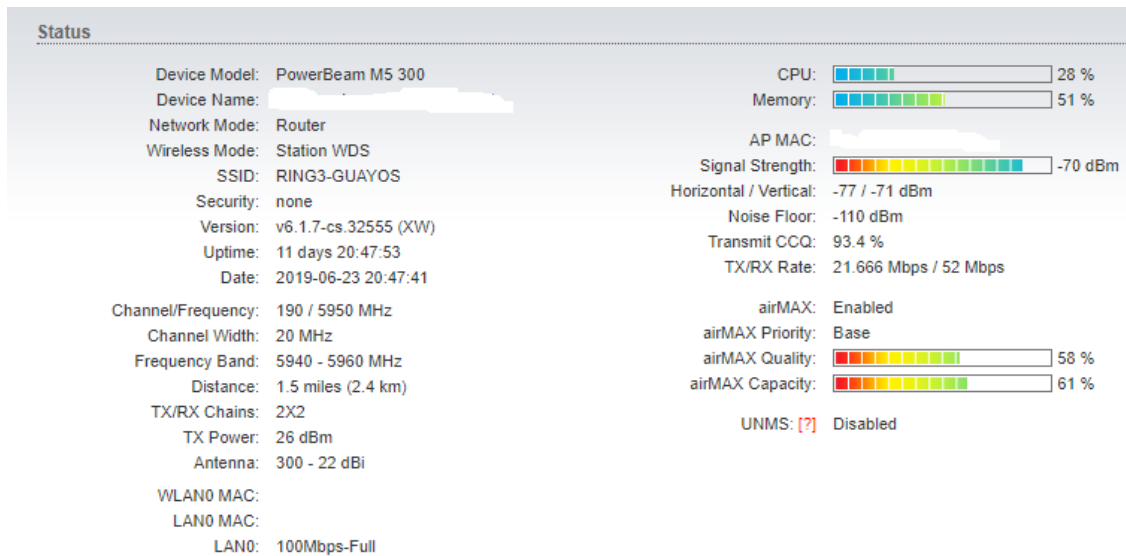 Status
Device Model: PowerBeam M5 300
Device Name:
Network Mode: Router
Wireless Mode: Station WDS
SSID: RING3-GUAYOS
Security: none
Version: v6.1.7-cs.32555 (XW)
Uptime: 11 days 20:47:53
Date: 2019-06-23 20:47:41
Channel/Frequency: 190 / 5950 MHz
Channel Width: 20 MHz
Frequency Band: 5940 - 5960 MHz
Distance: 1.5 miles (2.4 km)
TX/RX Chains: 2X2
TX Power: 26 dBm
Antenna: 300 - 22 dBi
WLAN0 MAC:
LAN0 MAC:
LAN0: 100Mbps-Full
CPU: 28 %
Memory: 51 %
AP MAC:
Signal Strength: -70 dBm
Horizontal / Vertical: -77 / -71 dBm
Noise Floor: -110 dBm
Transmit CCQ: 93.4 %
TX/RX Rate: 21.666 Mbps / 52 Mbps
airMAX: Enabled
airMAX Priority: Base
airMAX Quality: 58 %
airMAX Capacity: 61 %
UNMS: [?] Disabled